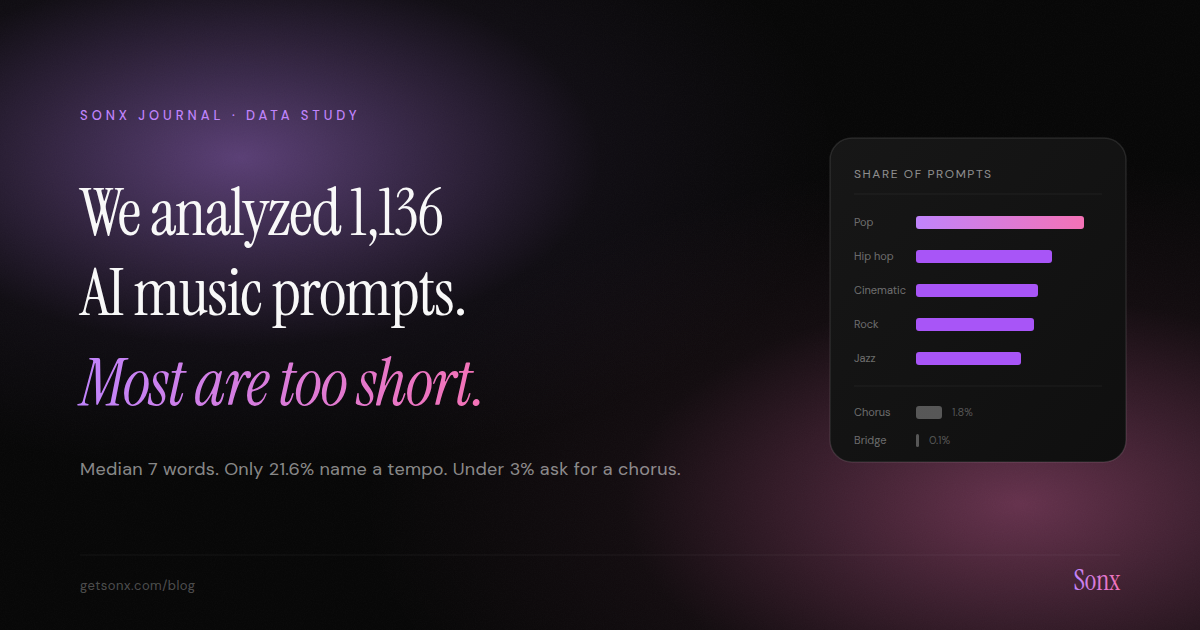 SONX JOURNAL · DATA STUDY
We analyzed 1,136
AI music prompts.
Most are too short.
Median 7 words. Only 21.6% name a tempo. Under 3% ask for a chorus.
SHARE OF PROMPTS
Pop
Hip hop
Cinematic
Rock
Jazz
Chorus 1.8%
Bridge 0.1%
getsonx.com/blog
Sonx